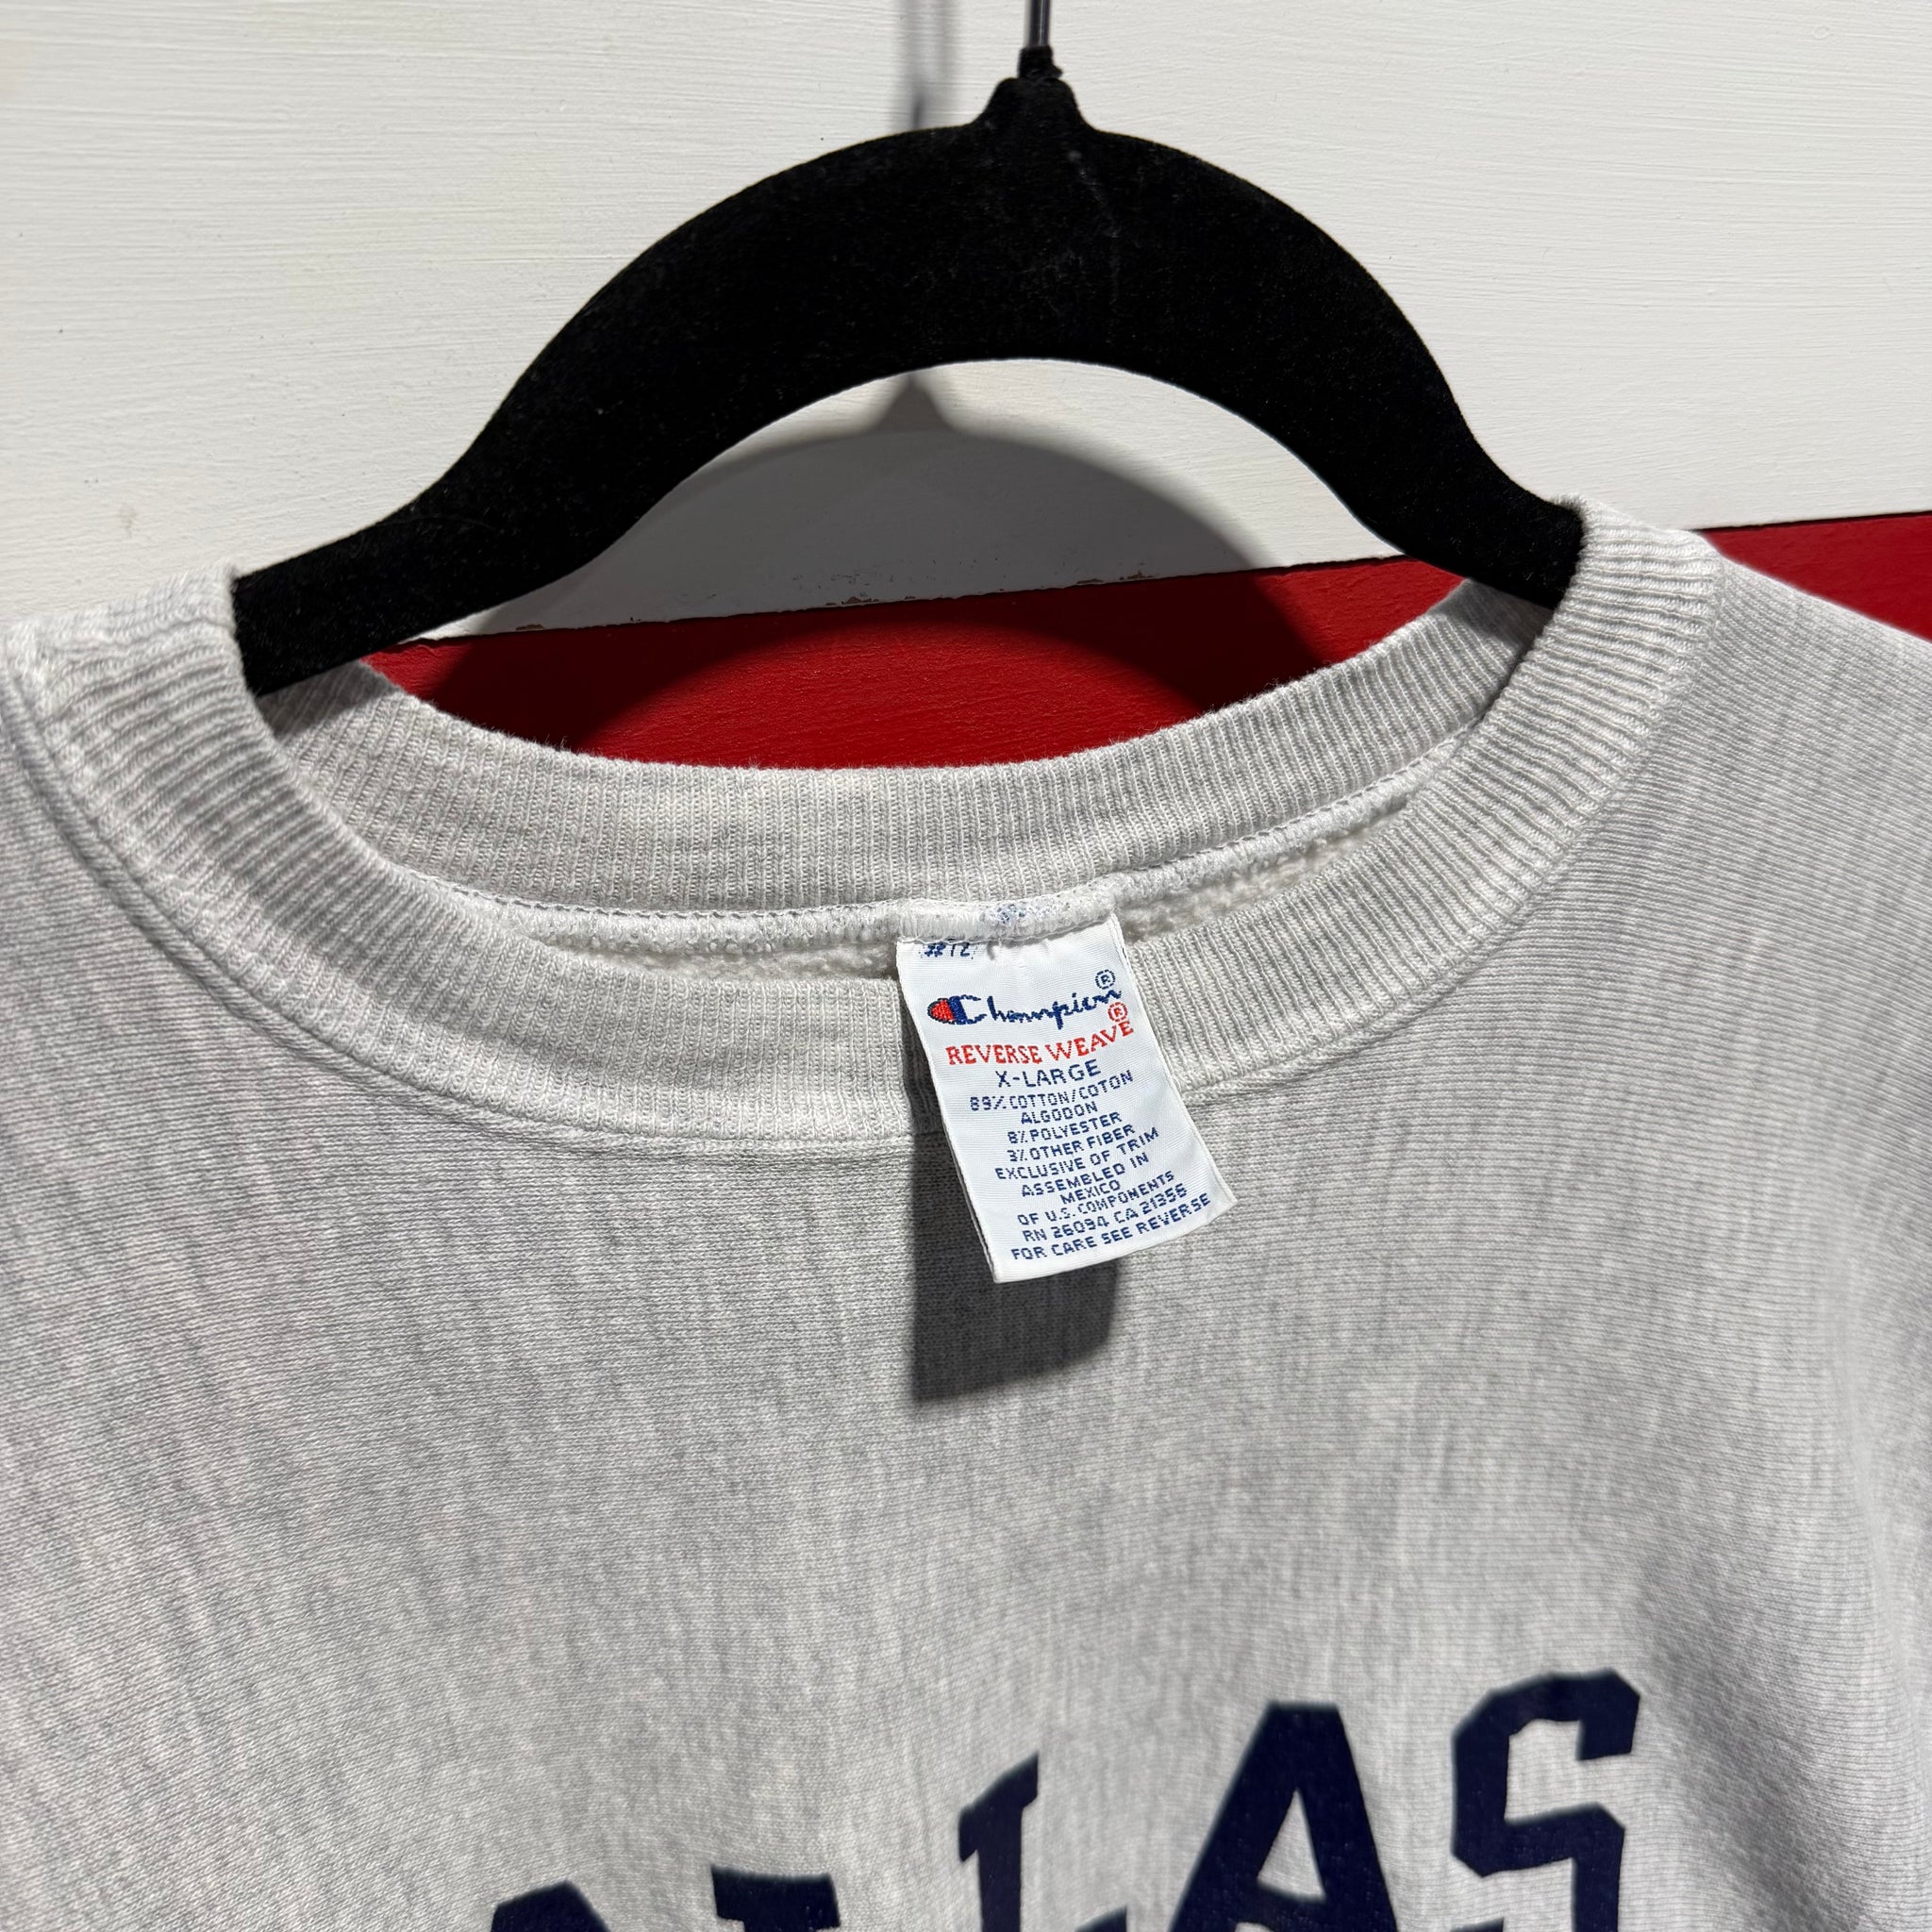 #12
Champion®
REVERSE WEAVE®
X-LARGE
89% COTTON/COTON
ALGODON
8% POLYESTER
3% OTHER FIBER
EXCLUSIVE OF TRIM
ASSEMBLED IN
MEXICO
OF U.S. COMPONENTS
RN 26094 CA 21356
FOR CARE SEE REVERSE
ALLAS